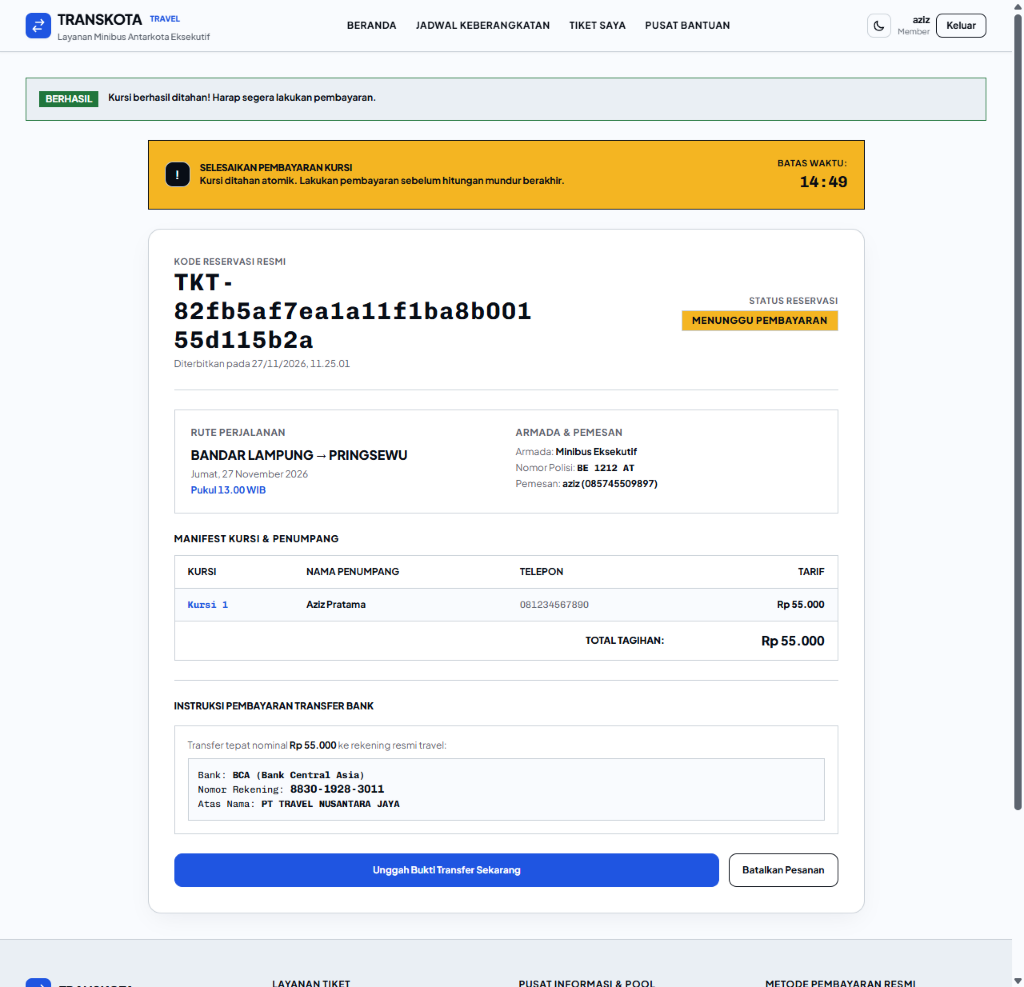 TRANSKOTA TRAVEL
Layanan Minibus Antarkota Eksekutif
BERANDA JADWAL KEBERANGKATAN TIKET SAYA PUSAT BANTUAN
aziz
Member
Keluar
BERHASIL Kursi berhasil ditahan! Harap segera lakukan pembayaran.
! SELESAIKAN PEMBAYARAN KURSI
Kursi ditahan atomik. Lakukan pembayaran sebelum hitungan mundur berakhir.
BATAS WAKTU:
14:49
KODE RESERVASI RESMI
TKT-
82fb5af7ea1a11f1ba8b001
55d115b2a
Diterbitkan pada 27/11/2026, 11.25.01
STATUS RESERVASI
MENUNGGU PEMBAYARAN
RUTE PERJALANAN
BANDAR LAMPUNG → PRINGSEWU
Jumat, 27 November 2026
Pukul 13.00 WIB
ARMADA & PEMESAN
Armada: Minibus Eksekutif
Nomor Polisi: BE 1212 AT
Pemesan: aziz (085745509897)
MANIFEST KURSI & PENUMPANG
KURSI NAMA PENUMPANG TELEPON TARIF
Kursi 1 Aziz Pratama 081234567890 Rp 55.000
TOTAL TAGIHAN: Rp 55.000
INSTRUKSI PEMBAYARAN TRANSFER BANK
Transfer tepat nominal Rp 55.000 ke rekening resmi travel:
Bank: BCA (Bank Central Asia)
Nomor Rekening: 8830-1928-3011
Atas Nama: PT TRAVEL NUSANTARA JAYA
Unggah Bukti Transfer Sekarang
Batalkan Pesanan
TRANSKOTA
LAYANAN TIKET
PUSAT INFORMASI & POOL
METODE PEMBAYARAN RESMI